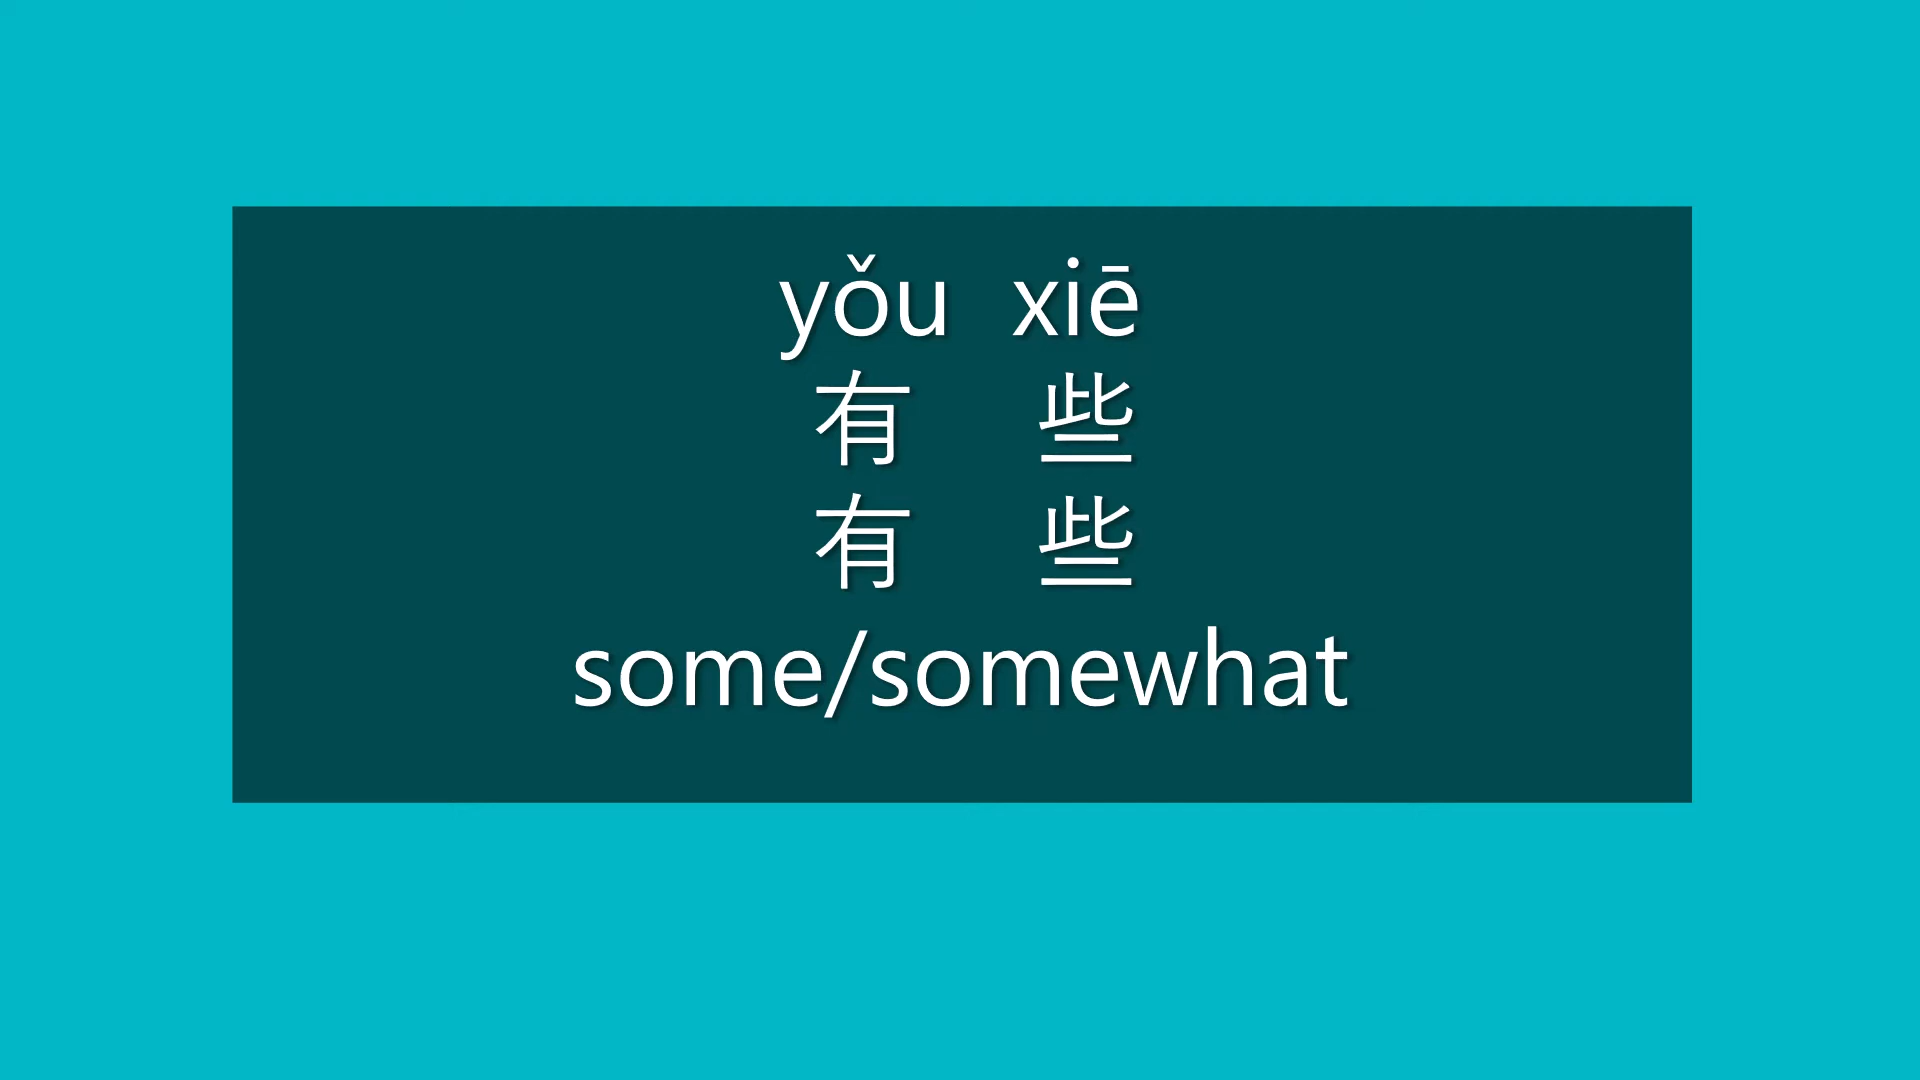 yǒu xiē
有 些
有 些
some/somewhat